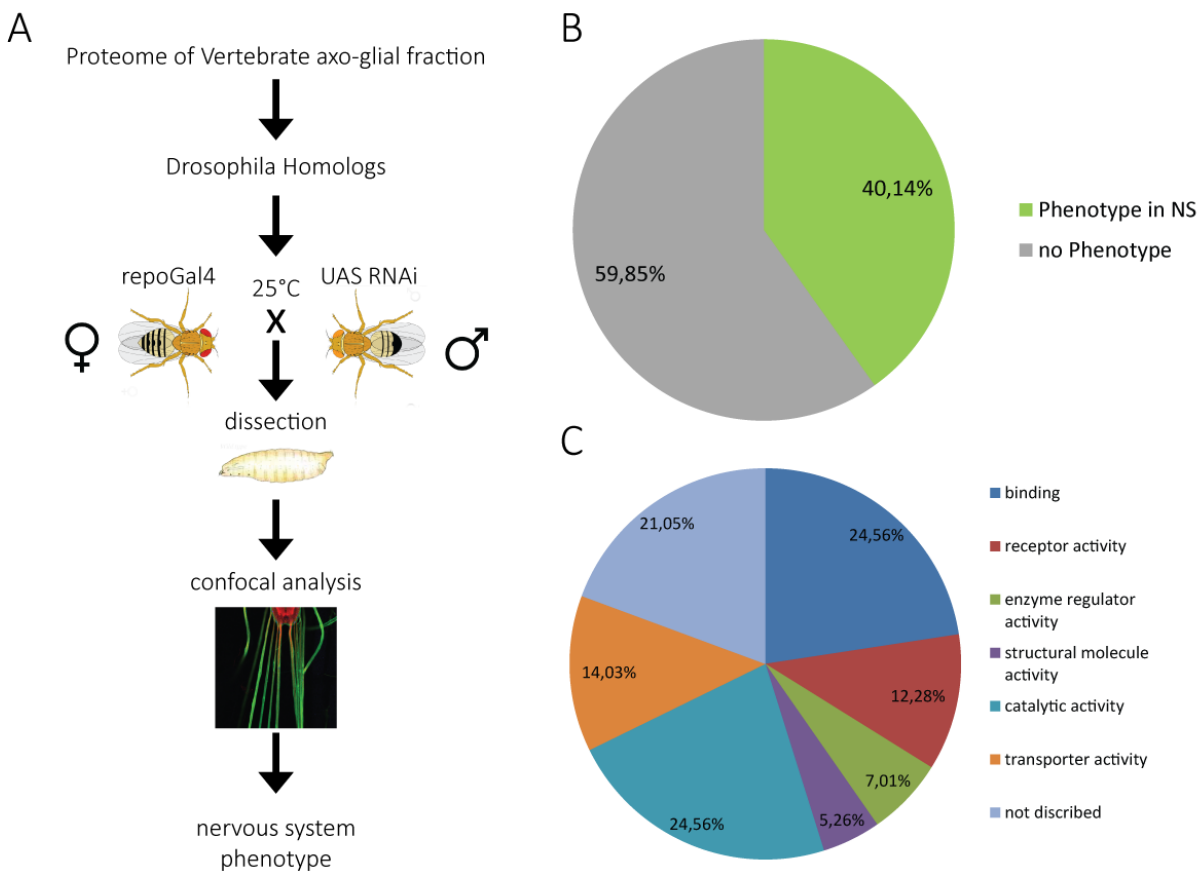 A
Proteome of Vertebrate axo-glial fraction
Drosophila Homologs
repoGal4
25°C
UAS RNAi
X
♀
♂
dissection
confocal analysis
nervous system
phenotype
B
40,14%
59,85%
Phenotype in NS
no Phenotype
C
24,56%
12,28%
7,01%
5,26%
24,56%
14,03%
21,05%
binding
receptor activity
enzyme regulator
activity
structural molecule
activity
catalytic activity
transporter activity
not discribed